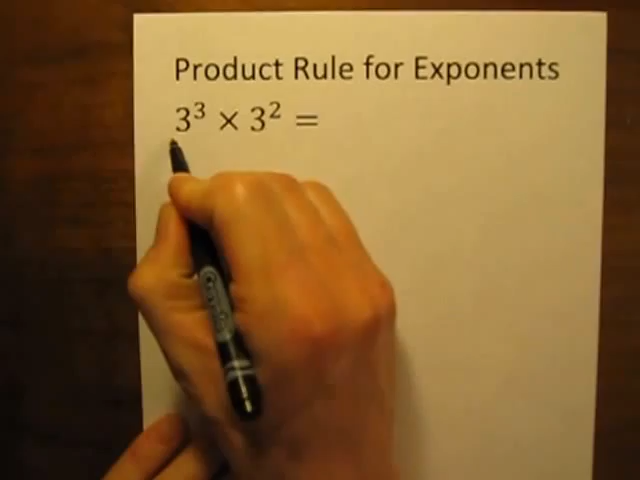 Product Rule for Exponents
3³ × 3² =